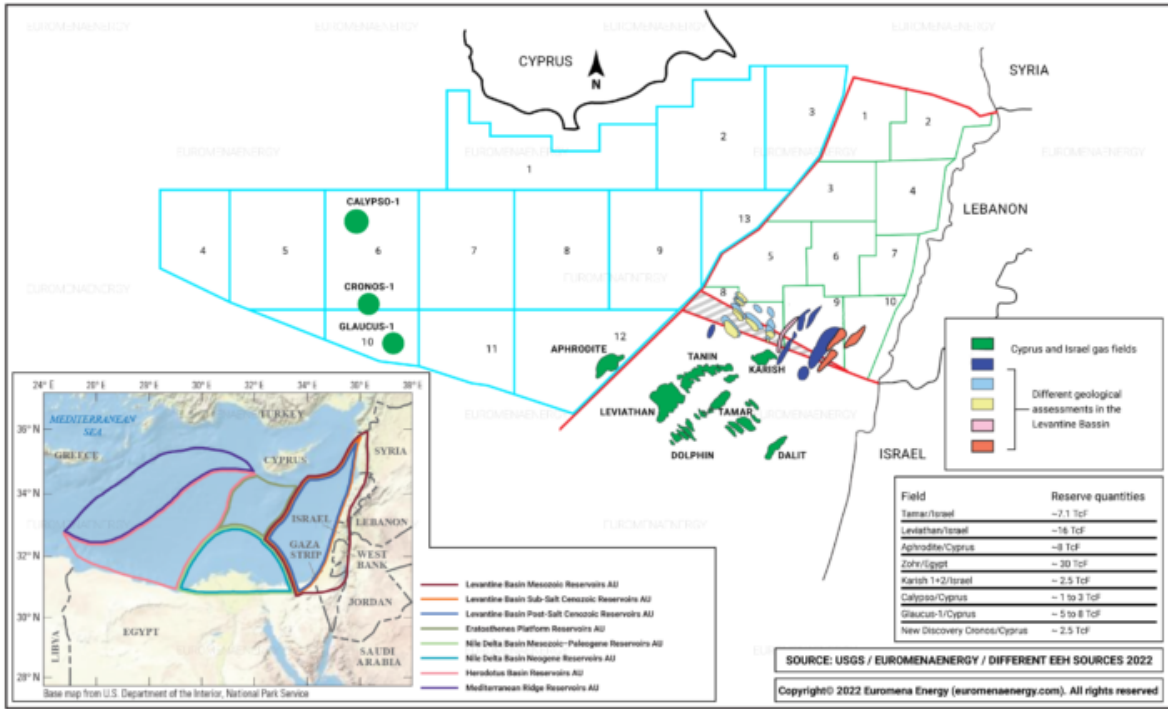 CYPRUS
N
SYRIA
LEBANON
ISRAEL
1
2
3
4
5
6
7
8
9
13
10
11
12
1
2
3
4
5
6
7
8
9
10
CALYPSO-1
CRONOS-1
GLAUCUS-1
APHRODITE
TANIN
KARISH
LEVIATHAN
TAMAR
DOLPHIN
DALIT
Cyprus and Israel gas fields
Different geological
assessments in the
Levantine Bassin
Field Reserve quantities
Tamar/Israel ~7.1 TcF
Leviathan/Israel ~16 TcF
Aphrodite/Cyprus ~8 TcF
Zohr/Egypt ~ 30 TcF
Karish 1+2/Israel ~ 2.5 TcF
Calypso/Cyprus ~ 1 to 3 TcF
Glaucus-1/Cyprus ~ 5 to 8 TcF
New Discovery Cronos/Cyprus ~ 2.5 TcF
SOURCE: USGS / EUROMENAENERGY / DIFFERENT EEH SOURCES 2022
Copyright© 2022 Euromena Energy (euromenaenergy.com). All rights reserved
24° E 26° E 28° E 30° E 32° E 34° E 36° E 38° E
36° N
34° N
32° N
30° N
28° N
MEDITERRANEAN
SEA
GREECE
TURKEY
CYPRUS
SYRIA
ISRAEL
LEBANON
GAZA
STRIP
WEST
BANK
JORDAN
EGYPT
LIBYA
SAUDI
ARABIA
Base map from U.S. Department of the Interior, National Park Service
Levantine Basin Mesozoic Reservoirs AU
Levantine Basin Sub-Salt Cenozoic Reservoirs AU
Levantine Basin Post-Salt Cenozoic Reservoirs AU
Eratosthenes Platform Reservoirs AU
Nile Delta Basin Mezozoic-Paleogene Reservoirs AU
Nile Delta Basin Neogene Reservoirs AU
Herodotus Basin Reservoirs AU
Mediterranean Ridge Reservoirs AU
EUROMENAENERGY